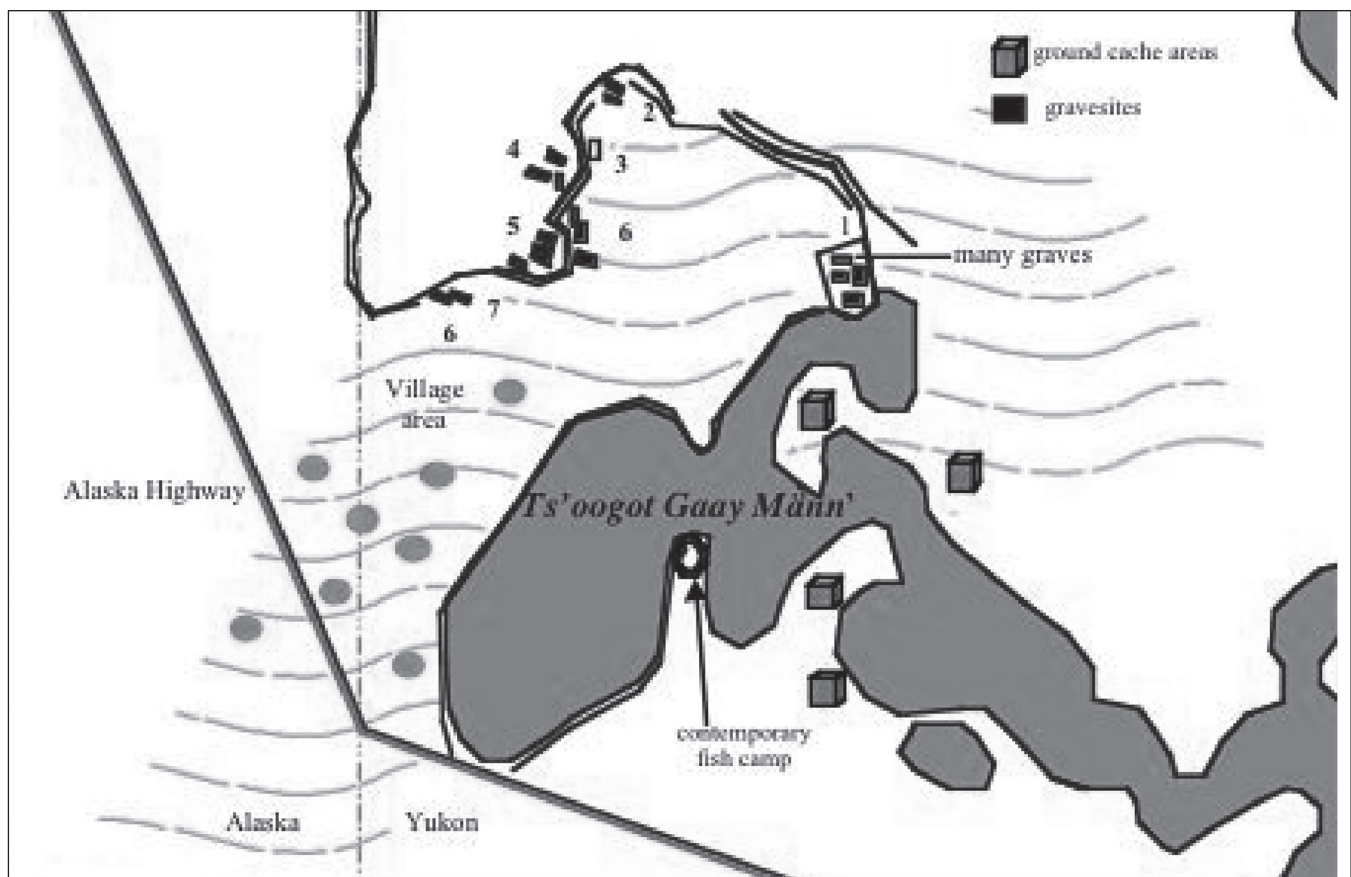 ground cache areas
gravesites
2
4
3
5
6
1
many graves
7
6
Village
area
Alaska Highway
Ts'oogot Gaay Männ'
contemporary
fish camp
Alaska
Yukon